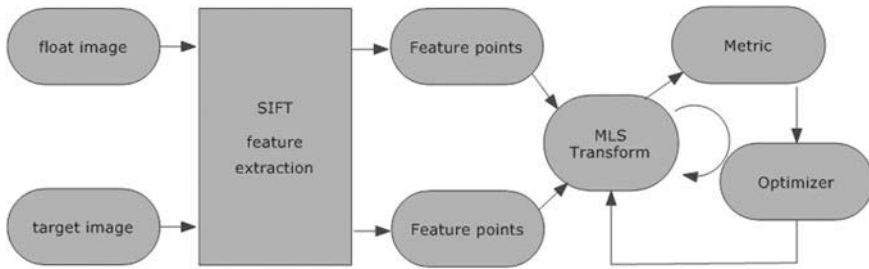 float image
target image
SIFT
feature
extraction
Feature points
Feature points
MLS
Transform
Metric
Optimizer